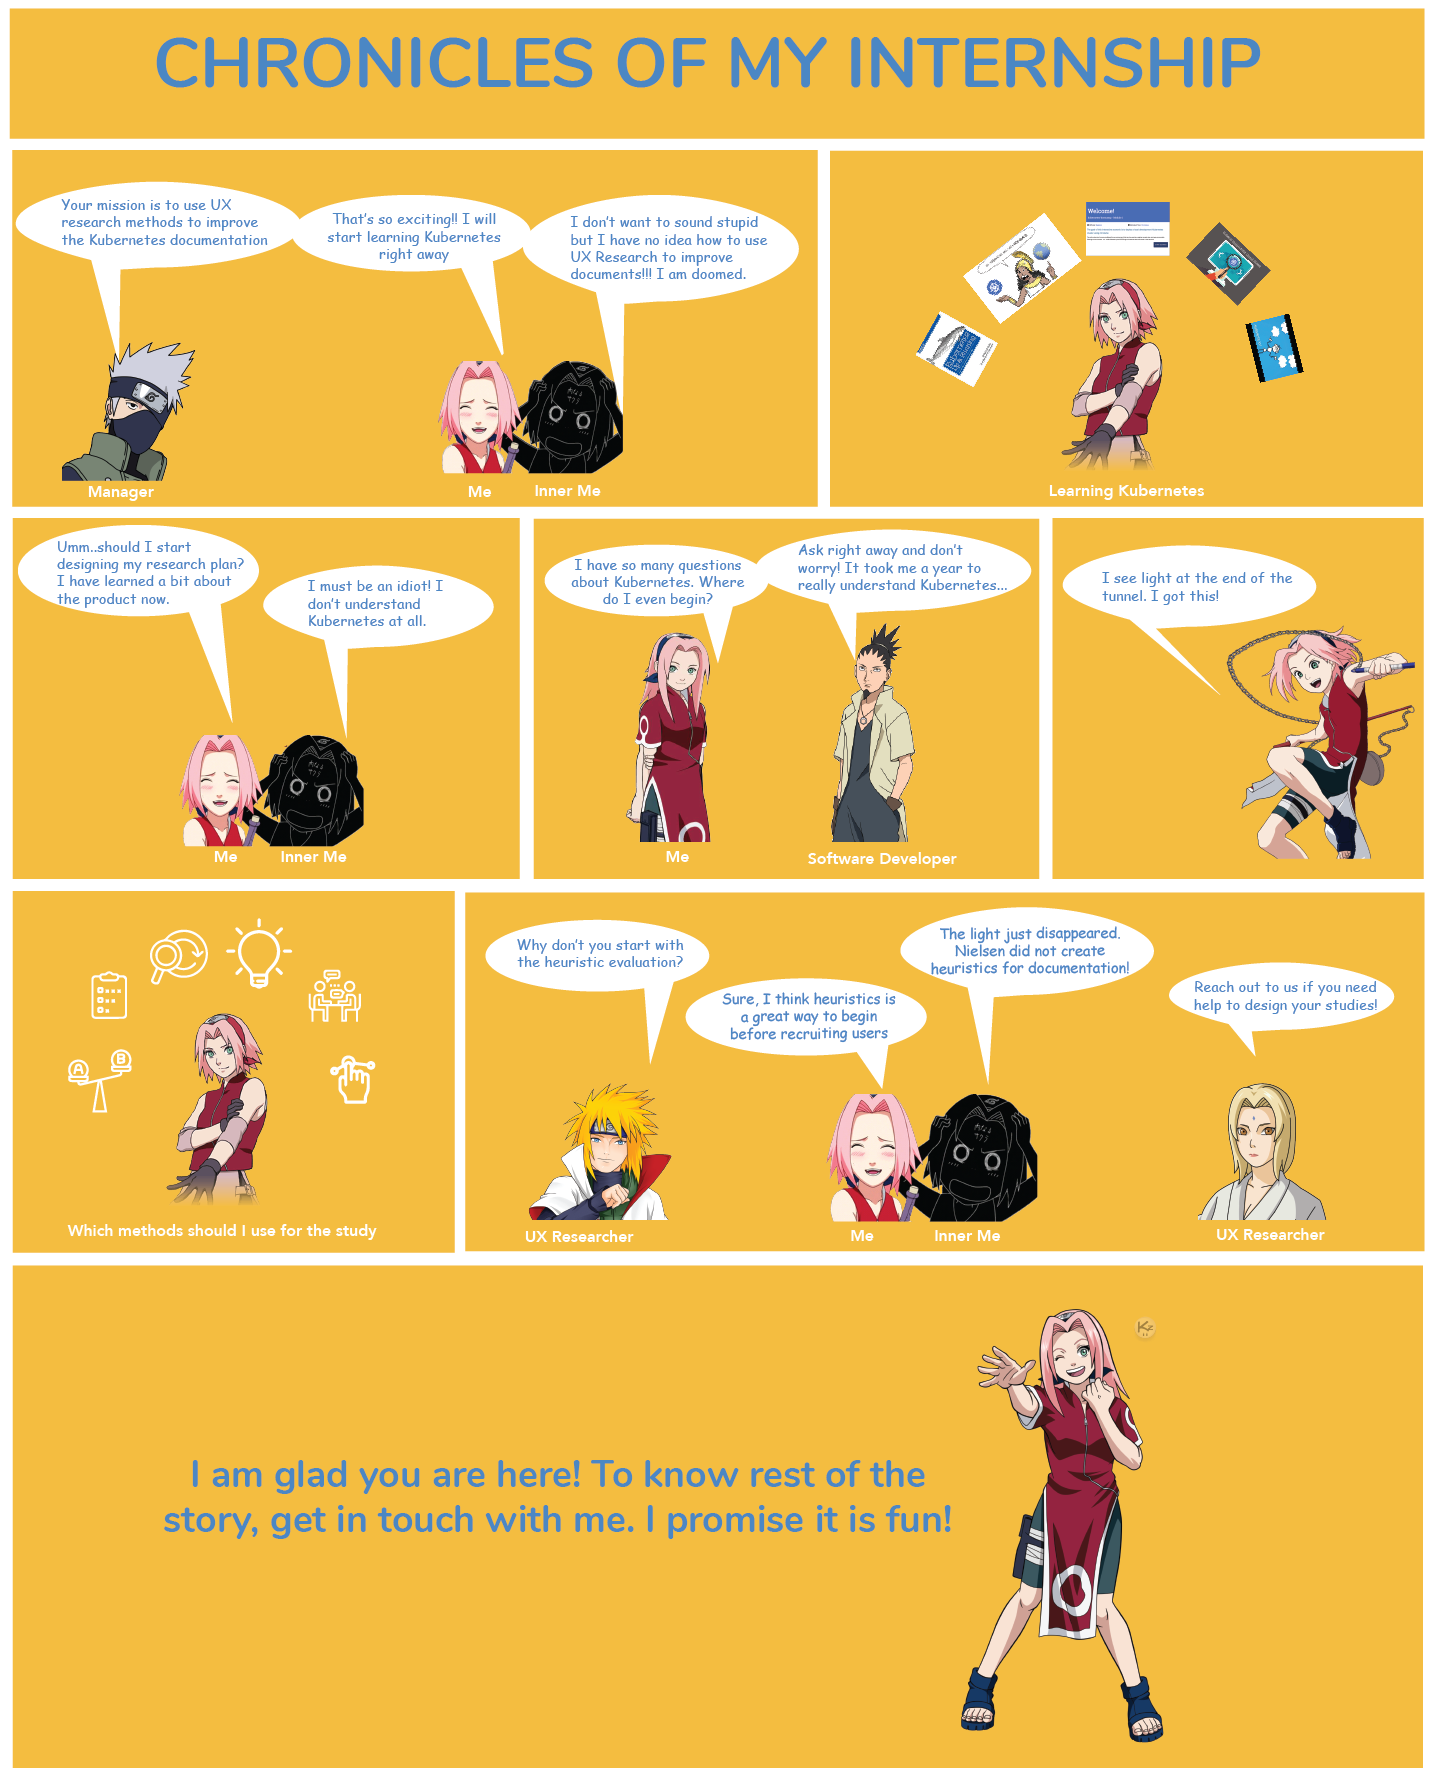 CHRONICLES OF MY INTERNSHIP
Your mission is to use UX
research methods to improve
the Kubernetes documentation
That's so exciting!! I will
start learning Kubernetes
right away
I don't want to sound stupid
but I have no idea how to use
UX Research to improve
documents!!! I am doomed.
Manager
Me
Inner Me
Welcome!
Learning Kubernetes
Umm..should I start
designing my research plan?
I have learned a bit about
the product now.
I must be an idiot! I
don't understand
Kubernetes at all.
Me
Inner Me
I have so many questions
about Kubernetes. Where
do I even begin?
Ask right away and don't
worry! It took me a year to
really understand Kubernetes...
Me
Software Developer
I see light at the end of the
tunnel. I got this!
A
B
Which methods should I use for the study
Why don't you start with
the heuristic evaluation?
Sure, I think heuristics is
a great way to begin
before recruiting users
The light just disappeared.
Nielsen did not create
heuristics for documentation!
Reach out to us if you need
help to design your studies!
UX Researcher
Me
Inner Me
UX Researcher
I am glad you are here! To know rest of the
story, get in touch with me. I promise it is fun!